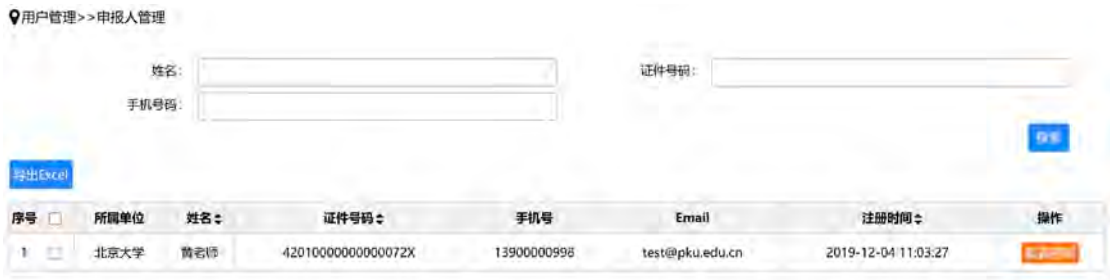 用户管理>>申报人管理
姓名： 证件号码：
手机号码：
搜索
导出Excel
序号 所属单位 姓名 证件号码 手机号 Email 注册时间 操作
1 北京大学 黄老师 42010000000000072X 13900000998 test@pku.edu.cn 2019-12-04 11:03:27